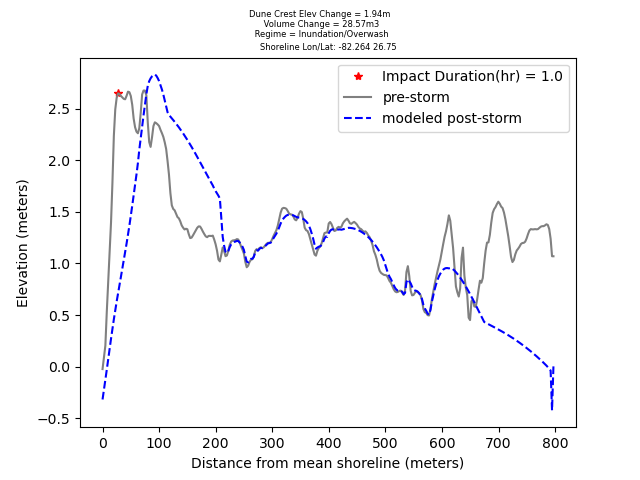 Dune Crest Elev Change = 1.94m
Volume Change = 28.57m3
Regime = Inundation/Overwash
Shoreline Lon/Lat: -82.264 26.75
Impact Duration(hr) = 1.0
pre-storm
modeled post-storm
Elevation (meters)
2.5
2.0
1.5
1.0
0.5
0.0
−0.5
0 100 200 300 400 500 600 700 800
Distance from mean shoreline (meters)